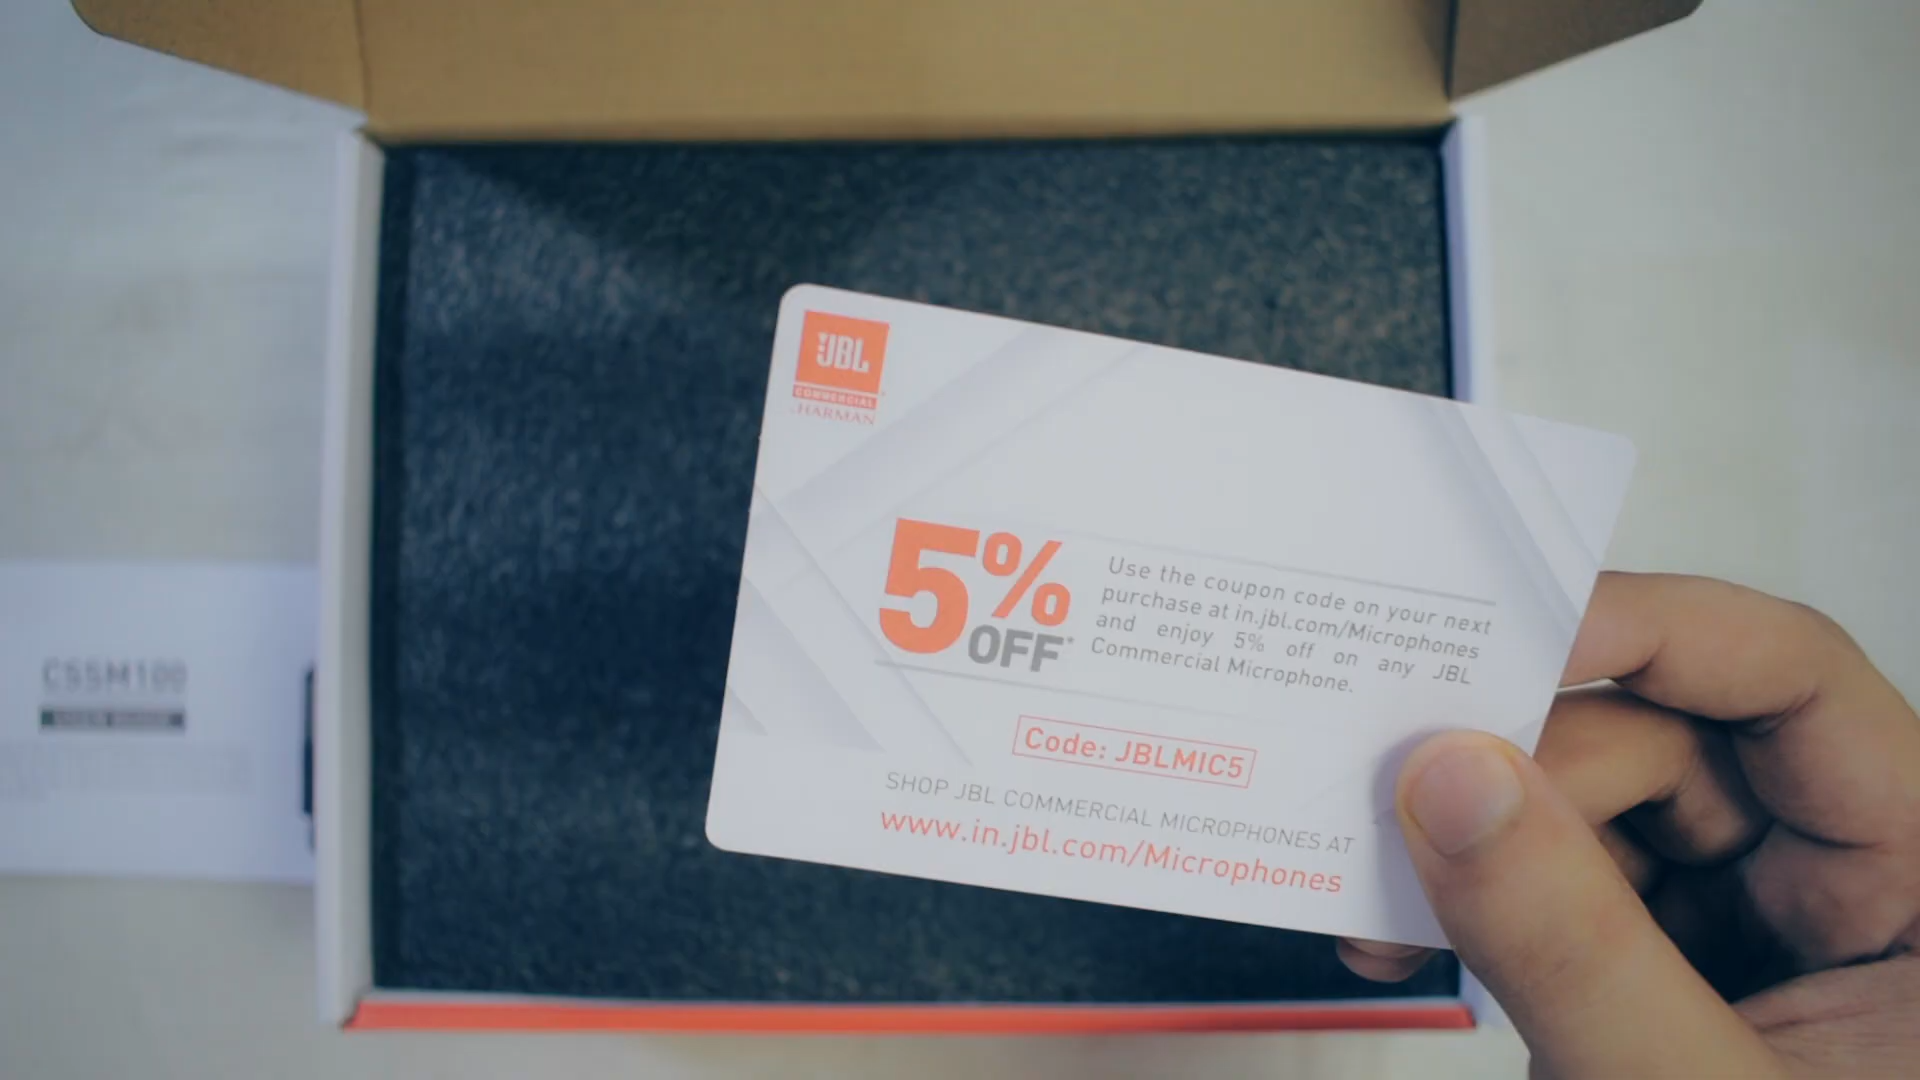 JBL
COMMERCIAL
HARMAN
5%
OFF*
Use the coupon code on your next
purchase at in.jbl.com/Microphones
and enjoy 5% off on any JBL
Commercial Microphone.
Code: JBLMIC5
SHOP JBL COMMERCIAL MICROPHONES AT
www.in.jbl.com/Microphones
CSSM100